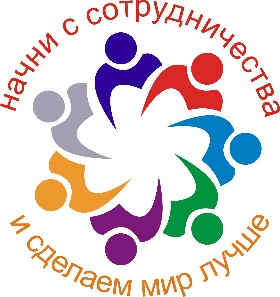 начни с сотрудничества
и сделаем мир лучше